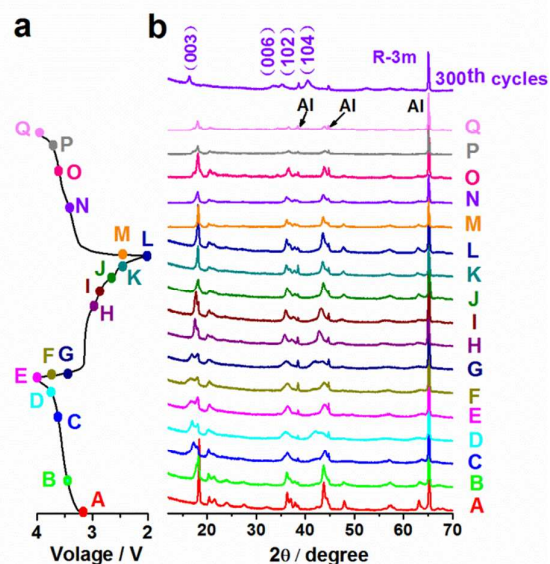 a
b
(003)
(006)
(102)
(104)
R-3m
300th cycles
Al
Al
Al
Q
P
O
N
M
L
K
J
I
H
G
F
E
D
C
B
A
Q
P
O
N
M
L
K
J
I
H
G
F
E
D
C
B
A
4 3 2
Volage / V
20 30 40 50 60 70
2θ / degree